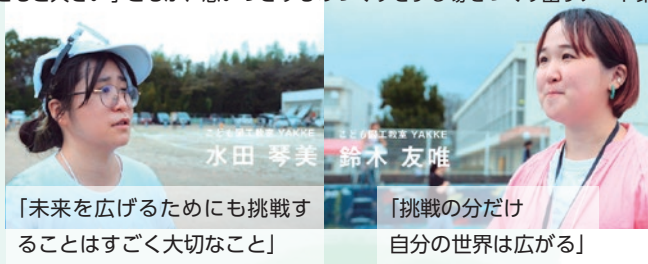 こども図工教室 YAKKE
水田 琴美
こども図工教室 YAKKE
鈴木 友唯
「未来を広げるためにも挑戦す
ることはすごく大切なこと」
「挑戦の分だけ
自分の世界は広がる」